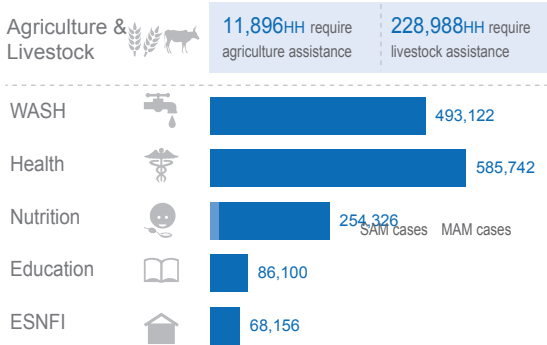 Agriculture &
Livestock
11,896HH require
agriculture assistance
228,988HH require
livestock assistance
WASH
493,122
Health
585,742
Nutrition
254,326
SAM cases MAM cases
Education
86,100
ESNFI
68,156